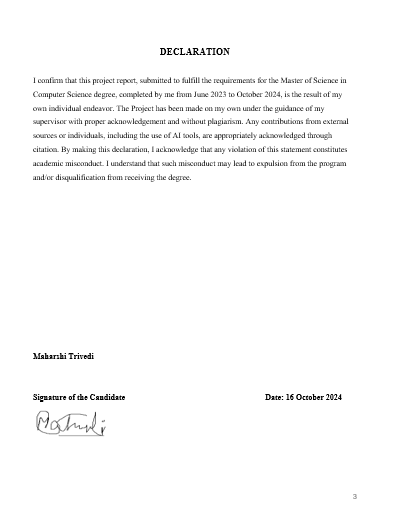 DECLARATION
I confirm that this project report, submitted to fulfill the requirements for the Master of Science in
Computer Science degree, completed by me from June 2023 to October 2024, is the result of my
own individual endeavor. The Project has been made on my own under the guidance of my
supervisor with proper acknowledgement and without plagiarism. Any contributions from external
sources or individuals, including the use of AI tools, are appropriately acknowledged through
citation. By making this declaration, I acknowledge that any violation of this statement constitutes
academic misconduct. I understand that such misconduct may lead to expulsion from the program
and/or disqualification from receiving the degree.
Maharshi Trivedi
Signature of the Candidate Date: 16 October 2024
3